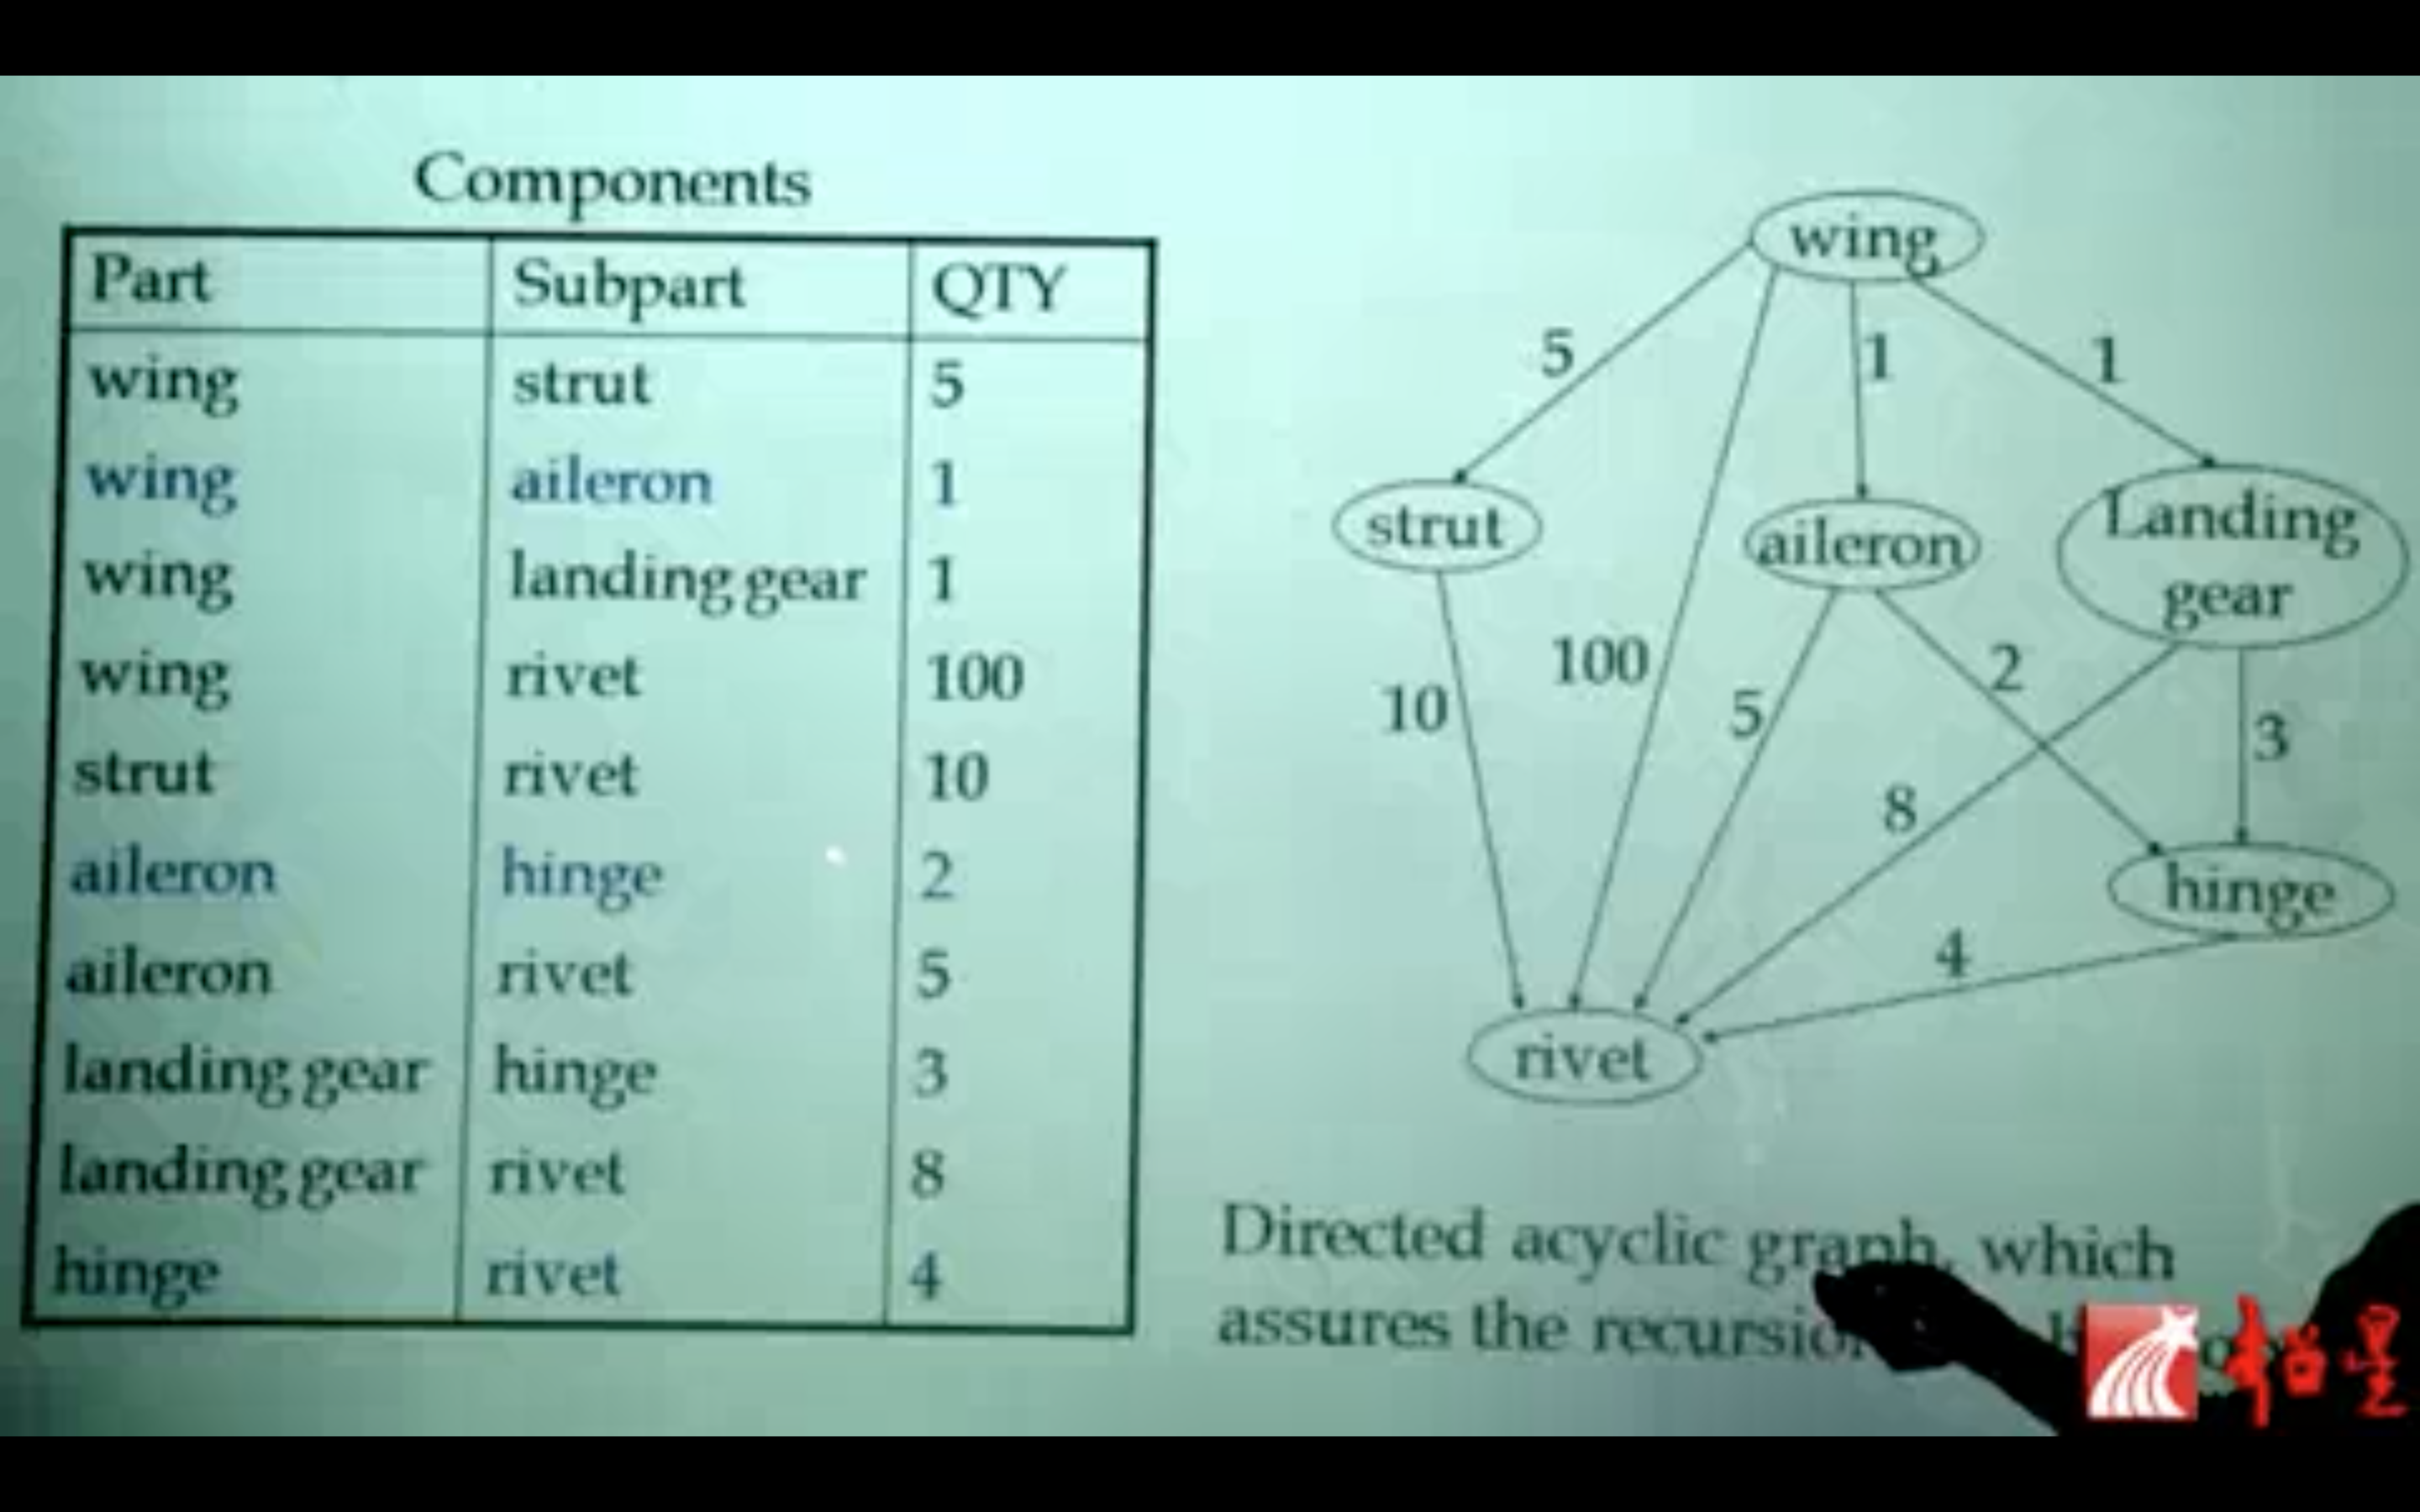 Components
Part Subpart QTY
wing strut 5
wing aileron 1
wing landing gear 1
wing rivet 100
strut rivet 10
aileron hinge 2
aileron rivet 5
landing gear hinge 3
landing gear rivet 8
hinge rivet 4
wing
5
1
1
strut
aileron
Landing
gear
10
100
5
2
8
3
hinge
4
rivet
Directed acyclic graph, which
assures the recursion
超星